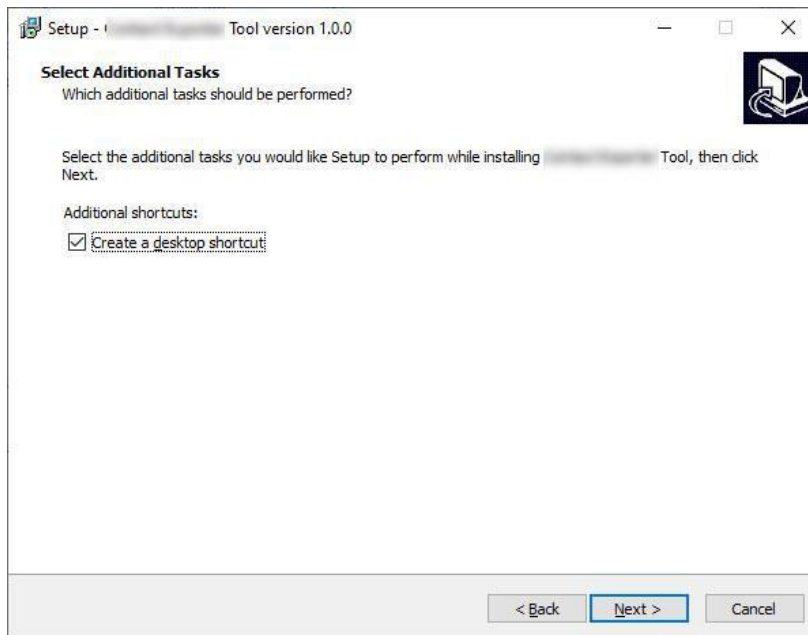 Setup - Tool version 1.0.0
Select Additional Tasks
Which additional tasks should be performed?
Select the additional tasks you would like Setup to perform while installing Tool, then click
Next.
Additional shortcuts:
Create a desktop shortcut
< Back Next > Cancel